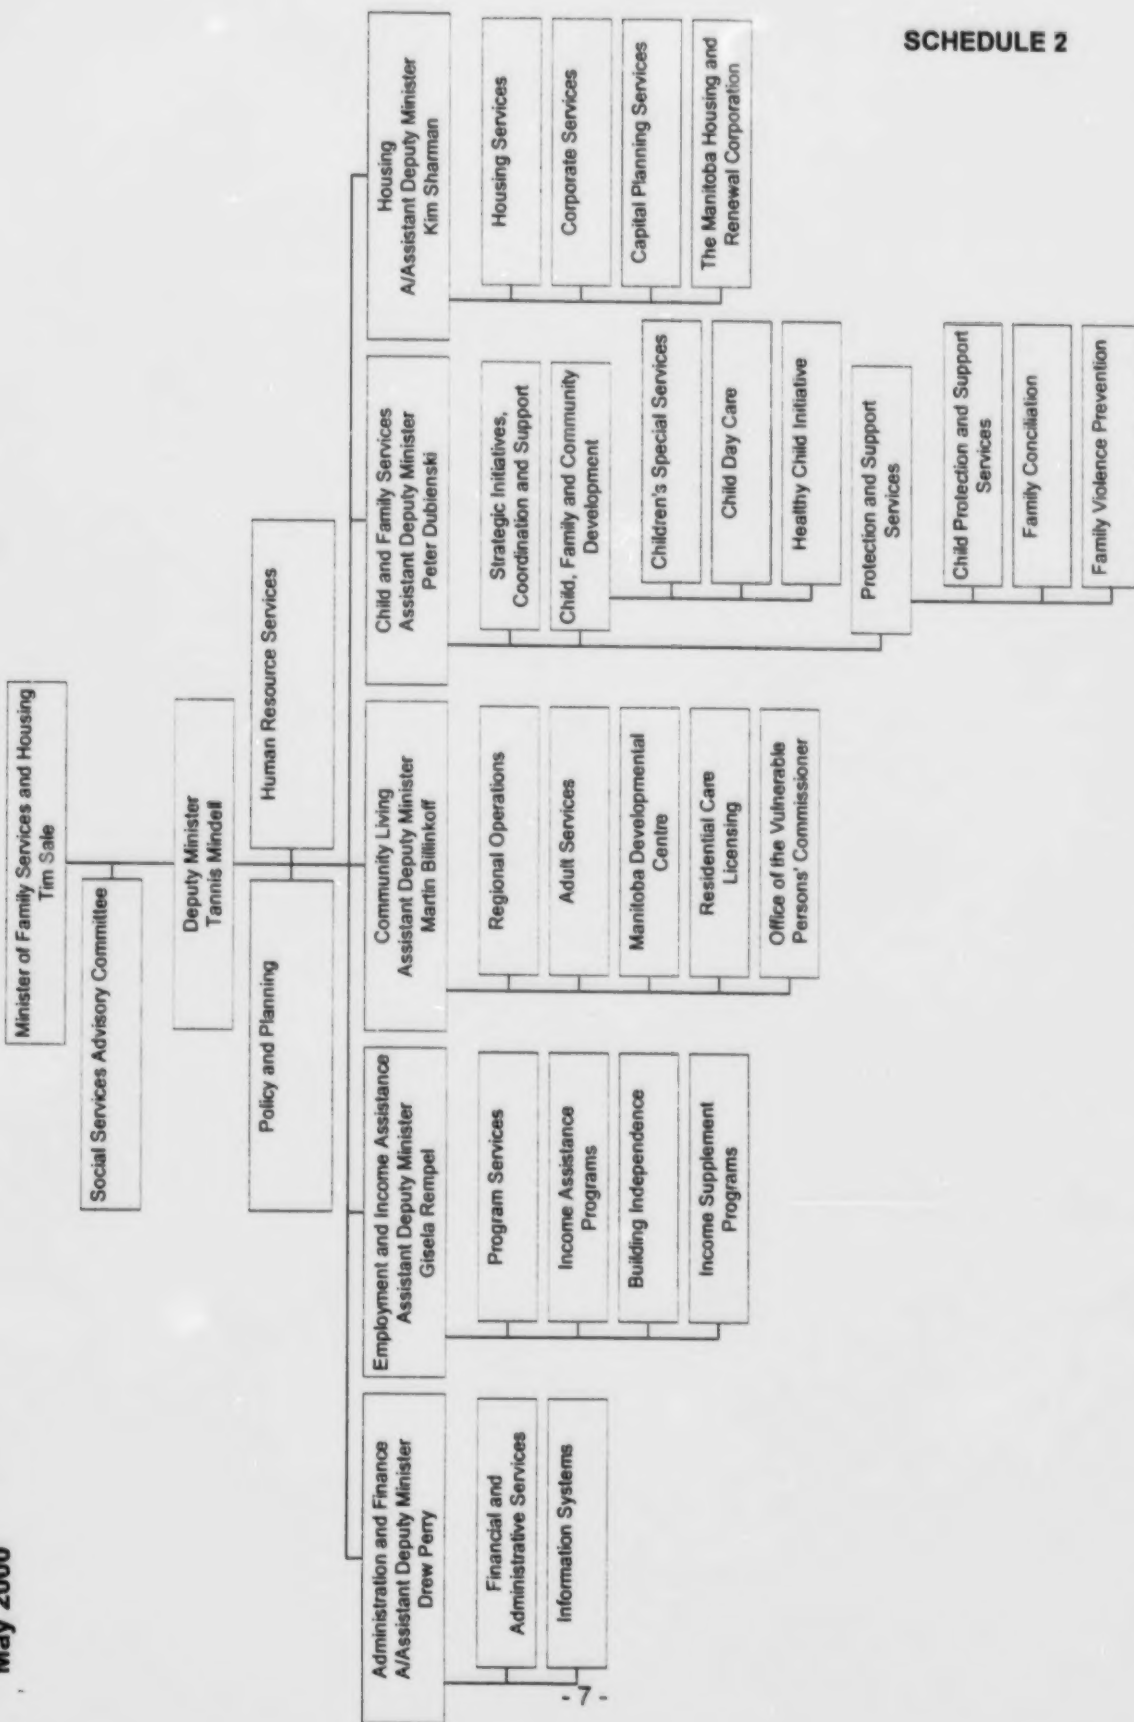 SCHEDULE 2
May 2000
Minister of Family Services and Housing
Tim Sale
Social Services Advisory Committee
Deputy Minister
Tannis Mindell
Policy and Planning
Human Resource Services
Administration and Finance
A/Assistant Deputy Minister
Drew Perry
Financial and
Administrative Services
Information Systems
Employment and Income Assistance
Assistant Deputy Minister
Gisela Rempel
Program Services
Income Assistance
Programs
Building Independence
Income Supplement
Programs
Community Living
Assistant Deputy Minister
Martin Billinkoff
Regional Operations
Adult Services
Manitoba Developmental
Centre
Residential Care
Licensing
Office of the Vulnerable
Persons' Commissioner
Child and Family Services
Assistant Deputy Minister
Peter Dubienski
Strategic Initiatives,
Coordination and Support
Child, Family and Community
Development
Children's Special Services
Child Day Care
Healthy Child Initiative
Protection and Support
Services
Child Protection and Support
Services
Family Conciliation
Family Violence Prevention
Housing
A/Assistant Deputy Minister
Kim Sharman
Housing Services
Corporate Services
Capital Planning Services
The Manitoba Housing and
Renewal Corporation
- 7 -